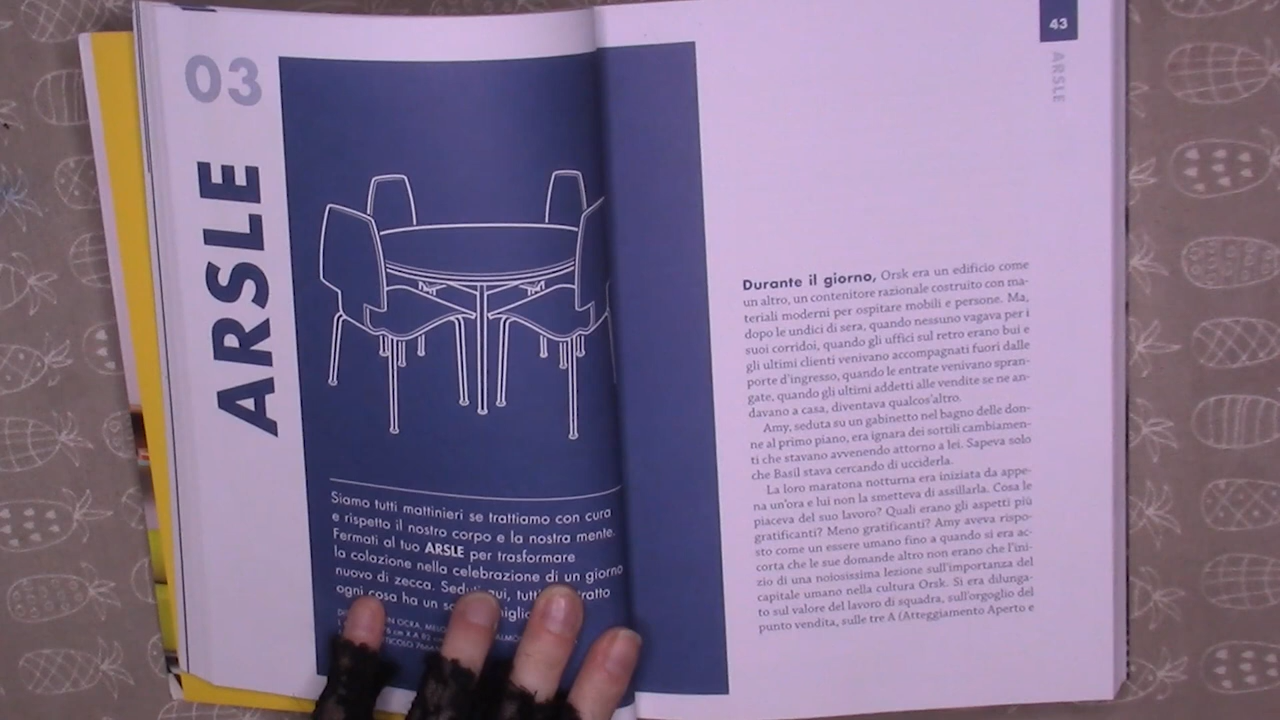 03
ARSLE
Siamo tutti mattinieri se trattiamo con cura
e rispetto il nostro corpo e la nostra mente.
Fermati al tuo ARSLE per trasformare
la colazione nella celebrazione di un giorno
nuovo di zecca.
ogni cosa ha un
IN OCRA,
43
ARSLE
Durante il giorno, Orsk era un edificio come
un altro, un contenitore razionale costruito con ma-
teriali moderni per ospitare mobili e persone. Ma,
dopo le undici di sera, quando nessuno vagava per i
suoi corridoi, quando gli uffici sul retro erano bui e
gli ultimi clienti venivano accompagnati fuori dalle
porte d'ingresso, quando le entrate venivano spran-
gate, quando gli ultimi addetti alle vendite se ne an-
davano a casa, diventava qualcos'altro.
Amy, seduta su un gabinetto nel bagno delle don-
ne al primo piano, era ignara dei sottili cambiamen-
ti che stavano avvenendo attorno a lei. Sapeva solo
che Basil stava cercando di ucciderla.
La loro maratona notturna era iniziata da appe-
na un'ora e lui non la smetteva di assillarla. Cosa le
piaceva del suo lavoro? Quali erano gli aspetti più
gratificanti? Meno gratificanti? Amy aveva rispo-
sto come un essere umano fino a quando si era ac-
corta che le sue domande altro non erano che l'ini-
zio di una noiosissima lezione sull'importanza del
capitale umano nella cultura Orsk. Si era dilunga-
to sul valore del lavoro di squadra, sull'orgoglio del
punto vendita, sulle tre A (Atteggiamento Aperto e